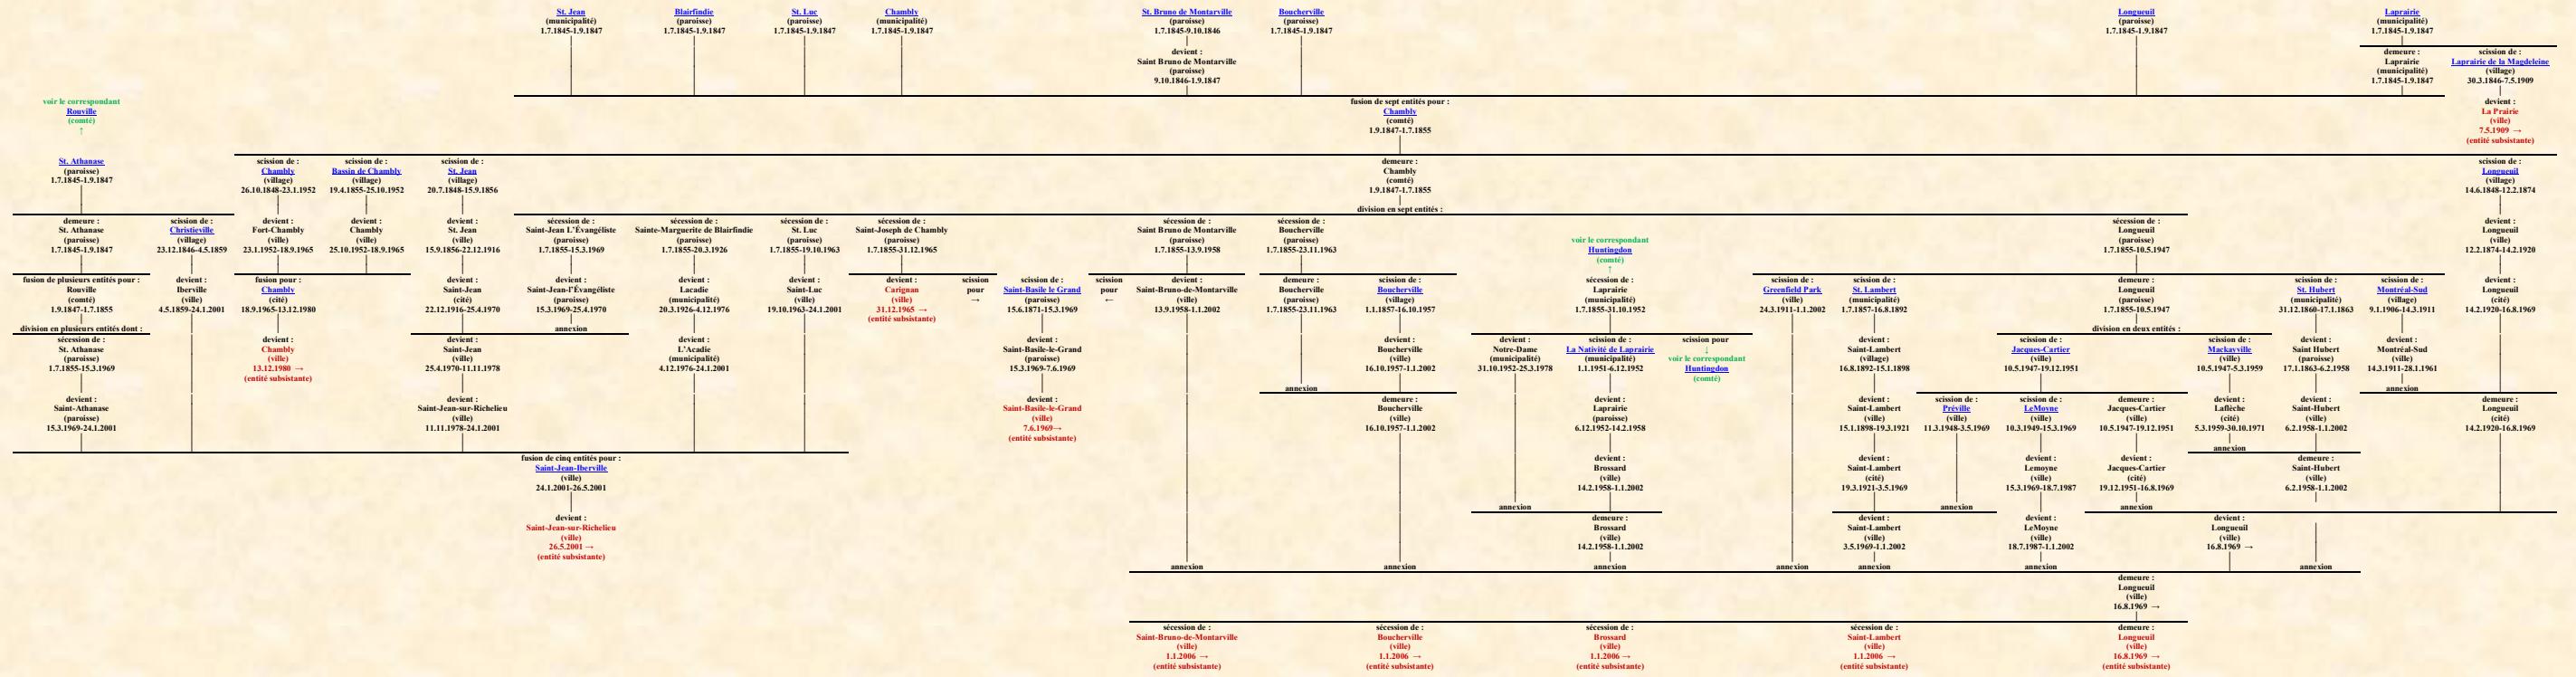 St. Jean
(municipalité)
1.7.1845-1.9.1847
Blairfindie
(paroisse)
1.7.1845-1.9.1847
St. Luc
(paroisse)
1.7.1845-1.9.1847
Chambly
(municipalité)
1.7.1845-1.9.1847
St. Bruno de Montarville
(paroisse)
1.7.1845-9.10.1846
devient :
Saint Bruno de Montarville
(paroisse)
9.10.1846-1.9.1847
Boucherville
(paroisse)
1.7.1845-1.9.1847
Longueuil
(paroisse)
1.7.1845-1.9.1847
Laprairie
(municipalité)
1.7.1845-1.9.1847
demeure :
Laprairie
(municipalité)
1.7.1845-1.9.1847
scission de :
Laprairie de la Magdeleine
(village)
30.3.1846-7.5.1909
devient :
La Prairie
(ville)
7.5.1909 →
(entité subsistante)
voir le correspondant
Rouville
(comté)
↑
fusion de sept entités pour :
Chambly
(comté)
1.9.1847-1.7.1855
St. Athanase
(paroisse)
1.7.1845-1.9.1847
scission de :
Chambly
(village)
26.10.1848-23.1.1952
scission de :
Bassin de Chambly
(village)
19.4.1855-25.10.1952
scission de :
St. Jean
(village)
20.7.1848-15.9.1856
demeure :
Chambly
(comté)
1.9.1847-1.7.1855
division en sept entités :
scission de :
Longueuil
(village)
14.6.1848-12.2.1874
demeure :
St. Athanase
(paroisse)
1.7.1845-1.9.1847
scission de :
Christieville
(village)
23.12.1846-4.5.1859
devient :
Fort-Chambly
(ville)
23.1.1952-18.9.1965
devient :
Chambly
(ville)
25.10.1952-18.9.1965
devient :
St. Jean
(ville)
15.9.1856-22.12.1916
sécession de :
Saint-Jean L'Évangéliste
(paroisse)
1.7.1855-15.3.1969
sécession de :
Sainte-Marguerite de Blairfindie
(paroisse)
1.7.1855-20.3.1926
sécession de :
St. Luc
(paroisse)
1.7.1855-19.10.1963
sécession de :
Saint-Joseph de Chambly
(paroisse)
1.7.1855-31.12.1965
sécession de :
Saint Bruno de Montarville
(paroisse)
1.7.1855-13.9.1958
sécession de :
Boucherville
(paroisse)
1.7.1855-23.11.1963
voir le correspondant
Huntingdon
(comté)
↑
sécession de :
Longueuil
(paroisse)
1.7.1855-10.5.1947
devient :
Longueuil
(ville)
12.2.1874-14.2.1920
fusion de plusieurs entités pour :
Rouville
(comté)
1.9.1847-1.7.1855
division en plusieurs entités dont :
devient :
Iberville
(ville)
4.5.1859-24.1.2001
fusion pour :
Chambly
(cité)
18.9.1965-13.12.1980
devient :
Saint-Jean
(cité)
22.12.1916-25.4.1970
devient :
Saint-Jean-l'Évangéliste
(paroisse)
15.3.1969-25.4.1970
annexion
devient :
Lacadie
(municipalité)
20.3.1926-4.12.1976
devient :
Saint-Luc
(ville)
19.10.1963-24.1.2001
devient :
Carignan
(ville)
31.12.1965 →
(entité subsistante)
scission
pour
→
scission de :
Saint-Basile le Grand
(paroisse)
15.6.1871-15.3.1969
scission
pour
←
devient :
Saint-Bruno-de-Montarville
(ville)
13.9.1958-1.1.2002
demeure :
Boucherville
(paroisse)
1.7.1855-23.11.1963
scission de :
Boucherville
(village)
1.1.1857-16.10.1957
sécession de :
Laprairie
(municipalité)
1.7.1855-31.10.1952
scission de :
Greenfield Park
(ville)
24.3.1911-1.1.2002
scission de :
St. Lambert
(municipalité)
1.7.1857-16.8.1892
demeure :
Longueuil
(paroisse)
1.7.1855-10.5.1947
division en deux entités :
scission de :
St. Hubert
(municipalité)
31.12.1860-17.1.1863
scission de :
Montréal-Sud
(village)
9.1.1906-14.3.1911
devient :
Longueuil
(cité)
14.2.1920-16.8.1969
sécession de :
St. Athanase
(paroisse)
1.7.1855-15.3.1969
devient :
Chambly
(ville)
13.12.1980 →
(entité subsistante)
devient :
Saint-Jean
(ville)
25.4.1970-11.11.1978
devient :
L'Acadie
(municipalité)
4.12.1976-24.1.2001
devient :
Saint-Basile-le-Grand
(paroisse)
15.3.1969-7.6.1969
annexion
devient :
Boucherville
(ville)
16.10.1957-1.1.2002
devient :
Notre-Dame
(municipalité)
31.10.1952-25.3.1978
scission de :
La Nativité de Laprairie
(municipalité)
1.1.1951-6.12.1952
scission pour
↓
voir le correspondant
Huntingdon
(comté)
devient :
Saint-Lambert
(village)
16.8.1892-15.1.1898
scission de :
Jacques-Cartier
(ville)
10.5.1947-19.12.1951
scission de :
Mackayville
(ville)
10.5.1947-5.3.1959
devient :
Saint Hubert
(paroisse)
17.1.1863-6.2.1958
devient :
Montréal-Sud
(ville)
14.3.1911-28.1.1961
annexion
devient :
Saint-Athanase
(paroisse)
15.3.1969-24.1.2001
devient :
Saint-Jean-sur-Richelieu
(ville)
11.11.1978-24.1.2001
devient :
Saint-Basile-le-Grand
(ville)
7.6.1969→
(entité subsistante)
demeure :
Boucherville
(ville)
16.10.1957-1.1.2002
devient :
Laprairie
(paroisse)
6.12.1952-14.2.1958
devient :
Saint-Lambert
(ville)
15.1.1898-19.3.1921
scission de :
Préville
(ville)
11.3.1948-3.5.1969
scission de :
LeMoyne
(ville)
10.3.1949-15.3.1969
demeure :
Jacques-Cartier
(ville)
10.5.1947-19.12.1951
devient :
Laflèche
(cité)
5.3.1959-30.10.1971
annexion
devient :
Saint-Hubert
(ville)
6.2.1958-1.1.2002
demeure :
Longueuil
(cité)
14.2.1920-16.8.1969
fusion de cinq entités pour :
Saint-Jean-Iberville
(ville)
24.1.2001-26.5.2001
devient :
Brossard
(ville)
14.2.1958-1.1.2002
devient :
Saint-Lambert
(cité)
19.3.1921-3.5.1969
devient :
Lemoyne
(ville)
15.3.1969-18.7.1987
devient :
Jacques-Cartier
(cité)
19.12.1951-16.8.1969
demeure :
Saint-Hubert
(ville)
6.2.1958-1.1.2002
annexion
annexion
annexion
devient :
Saint-Jean-sur-Richelieu
(ville)
26.5.2001 →
(entité subsistante)
demeure :
Brossard
(ville)
14.2.1958-1.1.2002
devient :
Saint-Lambert
(ville)
3.5.1969-1.1.2002
devient :
LeMoyne
(ville)
18.7.1987-1.1.2002
devient :
Longueuil
(ville)
16.8.1969 →
annexion
annexion
annexion
annexion
annexion
annexion
annexion
demeure :
Longueuil
(ville)
16.8.1969 →
sécession de :
Saint-Bruno-de-Montarville
(ville)
1.1.2006 →
(entité subsistante)
sécession de :
Boucherville
(ville)
1.1.2006 →
(entité subsistante)
sécession de :
Brossard
(ville)
1.1.2006 →
(entité subsistante)
sécession de :
Saint-Lambert
(ville)
1.1.2006 →
(entité subsistante)
demeure :
Longueuil
(ville)
16.8.1969 →
(entité subsistante)